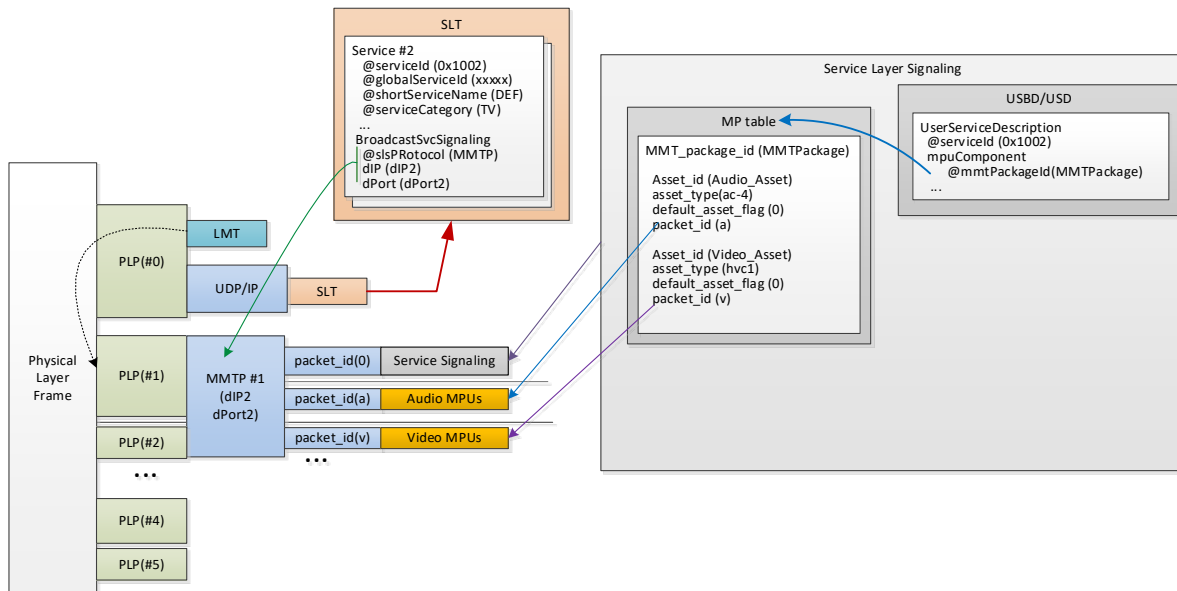 SLT
Service #2
@serviceId (0x1002)
@globalServiceId (xxxxx)
@shortServiceName (DEF)
@serviceCategory (TV)
...
BroadcastSvcSignaling
@slsPRotocol (MMTP)
dIP (dIP2)
dPort (dPort2)
Service Layer Signaling
USBD/USD
UserServiceDescription
@serviceId (0x1002)
mpuComponent
@mmtPackageId(MMTPackage)
...
MP table
MMT_package_id (MMTPackage)
Asset_id (Audio_Asset)
asset_type(ac-4)
default_asset_flag (0)
packet_id (a)
Asset_id (Video_Asset)
asset_type (hvc1)
default_asset_flag (0)
packet_id (v)
Physical
Layer
Frame
PLP(#0)
LMT
UDP/IP
SLT
PLP(#1)
MMTP #1
(dIP2
dPort2)
packet_id(0)
Service Signaling
packet_id(a)
Audio MPUs
PLP(#2)
packet_id(v)
Video MPUs
...
...
PLP(#4)
PLP(#5)